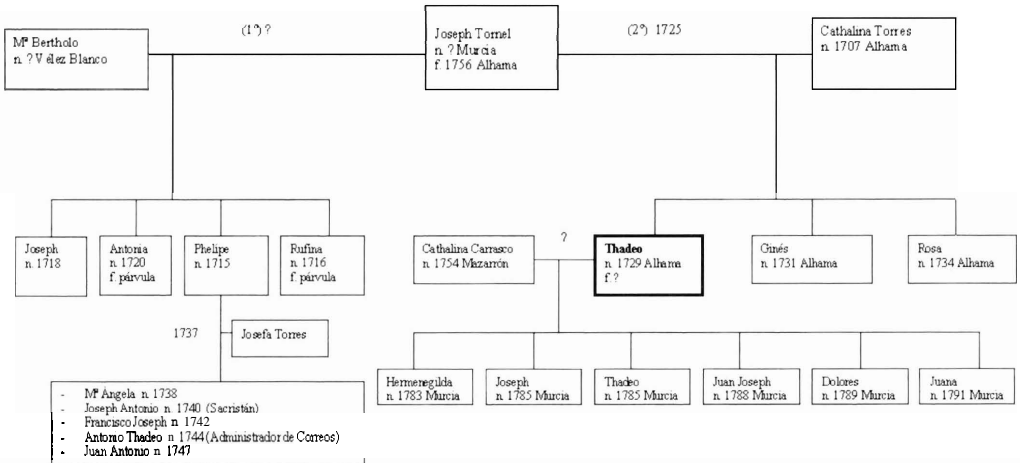 Mª Bertholo
n. ? Vélez Blanco
(1ª) ?
Joseph Tornel
n. ? Murcia
f. 1756 Alhama
(2ª) 1725
Cathalina Torres
n. 1707 Alhama
Joseph
n. 1718
Antonia
n. 1720
f. párvula
Phelipe
n. 1715
Rufina
n. 1716
f. párvula
Cathalina Carrasco
n. 1754 Mazarrón
?
Thadeo
n. 1729 Alhama
f. ?
Ginés
n. 1731 Alhama
Rosa
n. 1734 Alhama
1737
Josefa Torres
Hermenegilda
n. 1783 Murcia
Joseph
n. 1785 Murcia
Thadeo
n. 1785 Murcia
Juan Joseph
n. 1788 Murcia
Dolores
n. 1789 Murcia
Juana
n. 1791 Murcia
- Mª Ángela n. 1738
- Joseph Antonio n. 1740 (Sacristán)
- Francisco Joseph n. 1742
- Antonio Thadeo n. 1744 (Administrador de Correos)
- Juan Antonio n. 1747